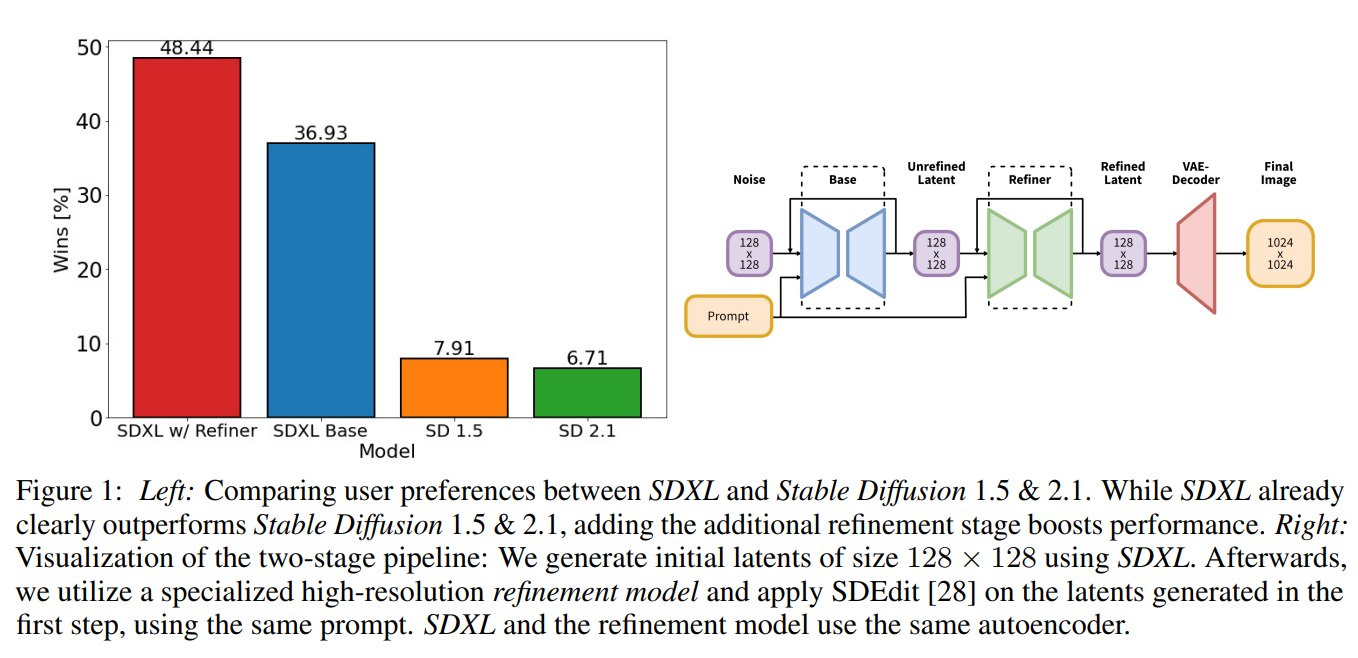 50
40
30
20
10
0
Wins [%]
48.44
36.93
7.91
6.71
SDXL w/ Refiner
SDXL Base
SD 1.5
SD 2.1
Model
Noise
Base
Unrefined
Latent
Refiner
Refined
Latent
VAE-
Decoder
Final
Image
128
x
128
128
x
128
128
x
128
1024
x
1024
Prompt
Figure 1: Left: Comparing user preferences between SDXL and Stable Diffusion 1.5 & 2.1. While SDXL already
clearly outperforms Stable Diffusion 1.5 & 2.1, adding the additional refinement stage boosts performance. Right:
Visualization of the two-stage pipeline: We generate initial latents of size 128 × 128 using SDXL. Afterwards,
we utilize a specialized high-resolution refinement model and apply SDEdit [28] on the latents generated in the
first step, using the same prompt. SDXL and the refinement model use the same autoencoder.